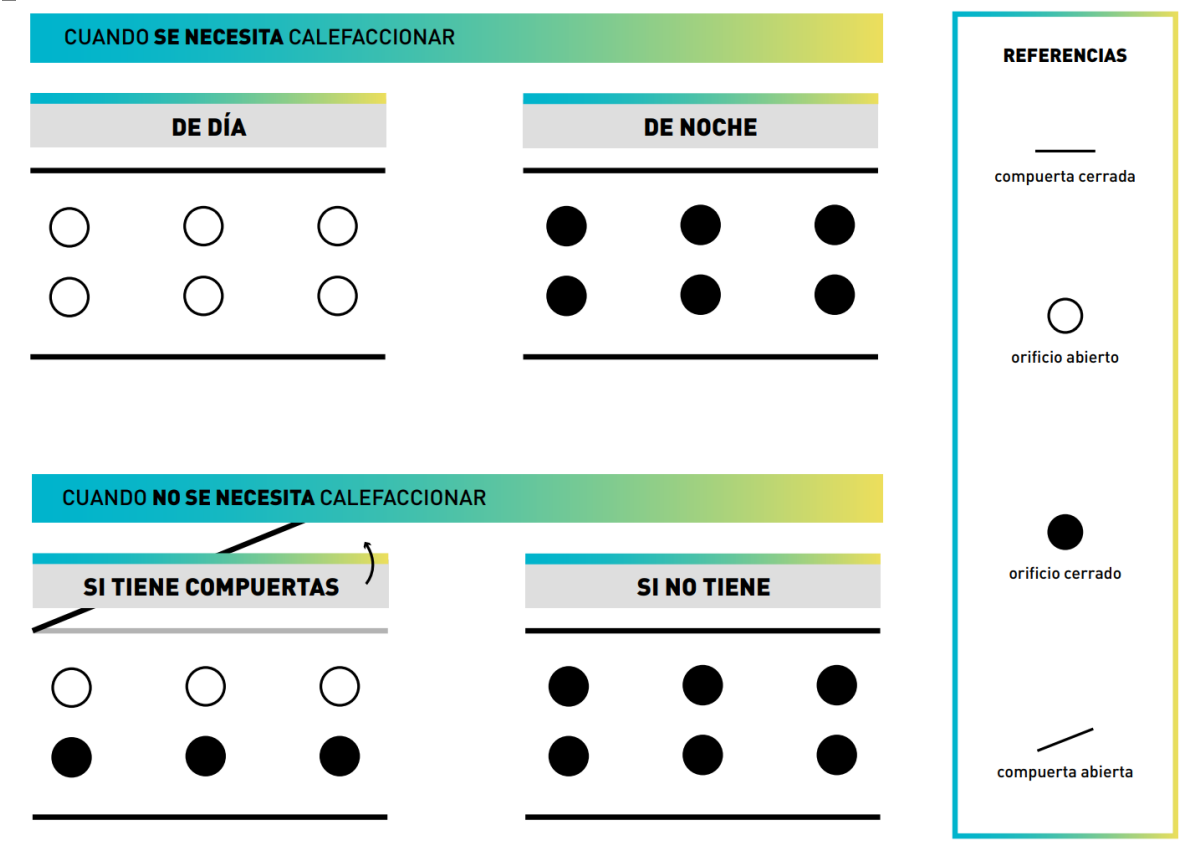 CUANDO SE NECESITA CALEFACCIONAR
DE DÍA
DE NOCHE
CUANDO NO SE NECESITA CALEFACCIONAR
SI TIENE COMPUERTAS
SI NO TIENE
REFERENCIAS
compuerta cerrada
orificio abierto
orificio cerrado
compuerta abierta